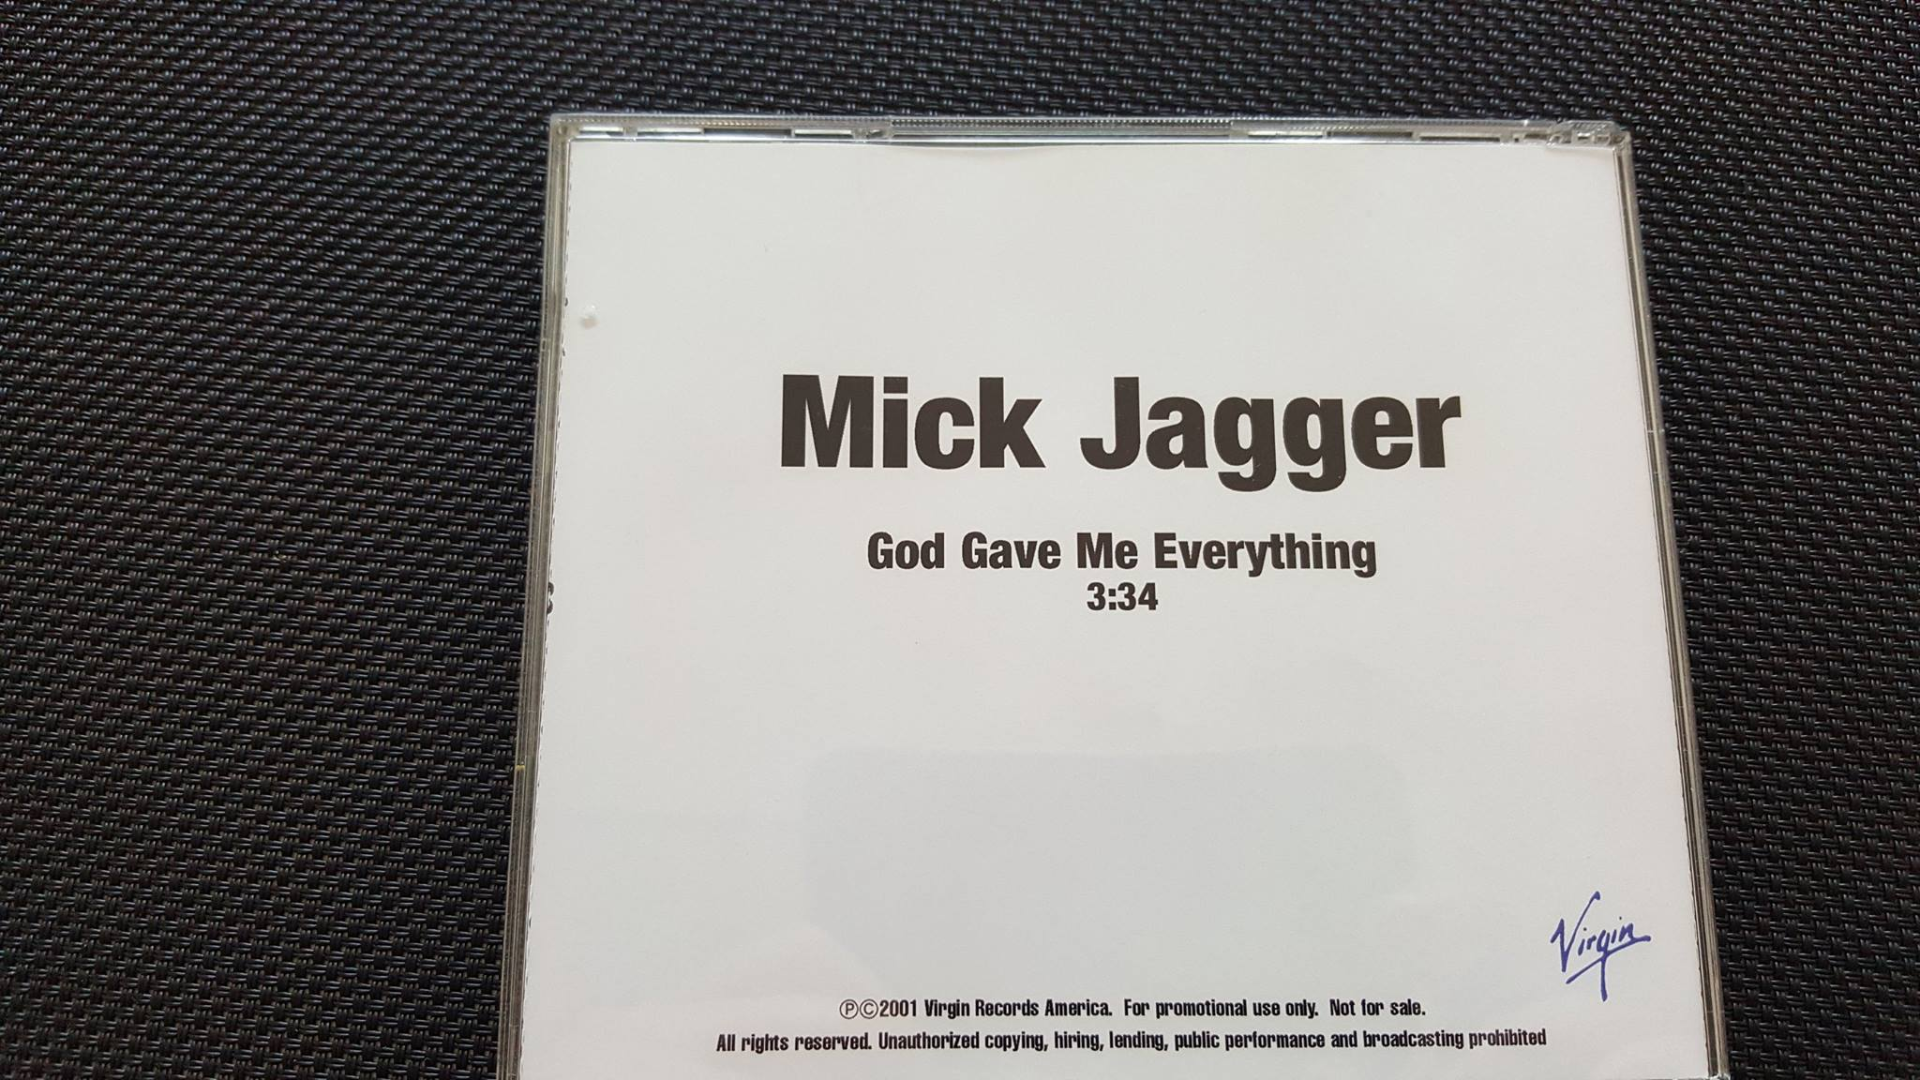 Mick Jagger
God Gave Me Everything
3:34
Virgin
℗©2001 Virgin Records America. For promotional use only. Not for sale.
All rights reserved. Unauthorized copying, hiring, lending, public performance and broadcasting prohibited